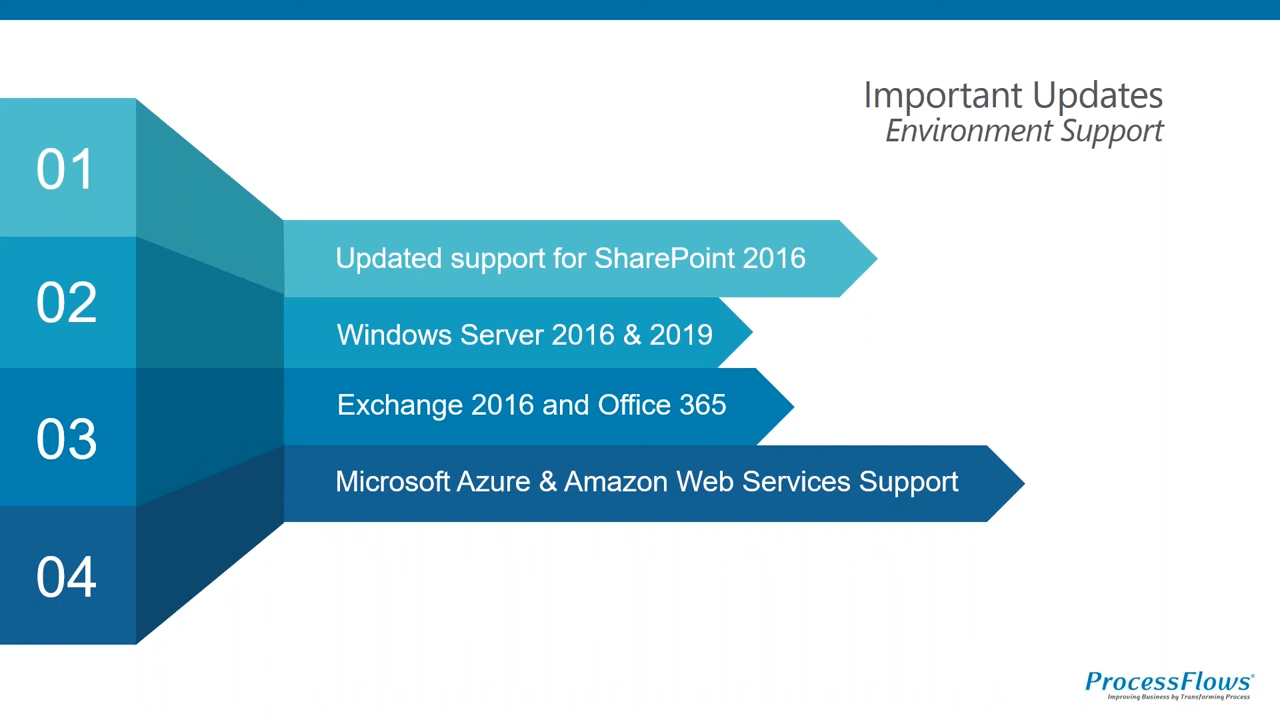 Important Updates
Environment Support
01
Updated support for SharePoint 2016
02
Windows Server 2016 & 2019
03
Exchange 2016 and Office 365
04
Microsoft Azure & Amazon Web Services Support
ProcessFlows®
Improving Business by Transforming Process